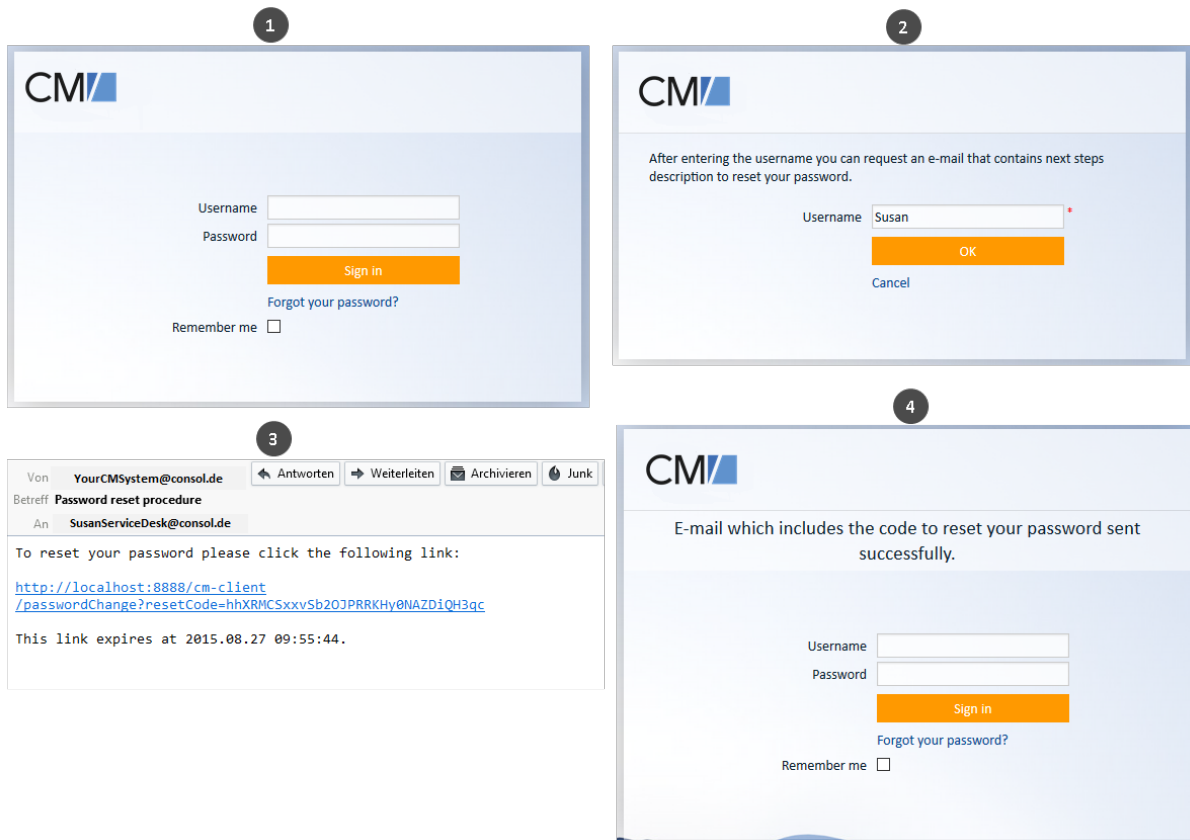 1
CM/
Username
Password
Sign in
Forgot your password?
Remember me
2
CM/
After entering the username you can request an e-mail that contains next steps
description to reset your password.
Username Susan *
OK
Cancel
3
Von YourCMSystem@consol.de Antworten Weiterleiten Archivieren Junk
Betreff Password reset procedure
An SusanServiceDesk@consol.de
To reset your password please click the following link:
http://localhost:8888/cm-client
/passwordChange?resetCode=hhXRMCSxxvSb2OJPRRKHy0NAZDiQH3qc
This link expires at 2015.08.27 09:55:44.
4
CM/
E-mail which includes the code to reset your password sent
successfully.
Username
Password
Sign in
Forgot your password?
Remember me